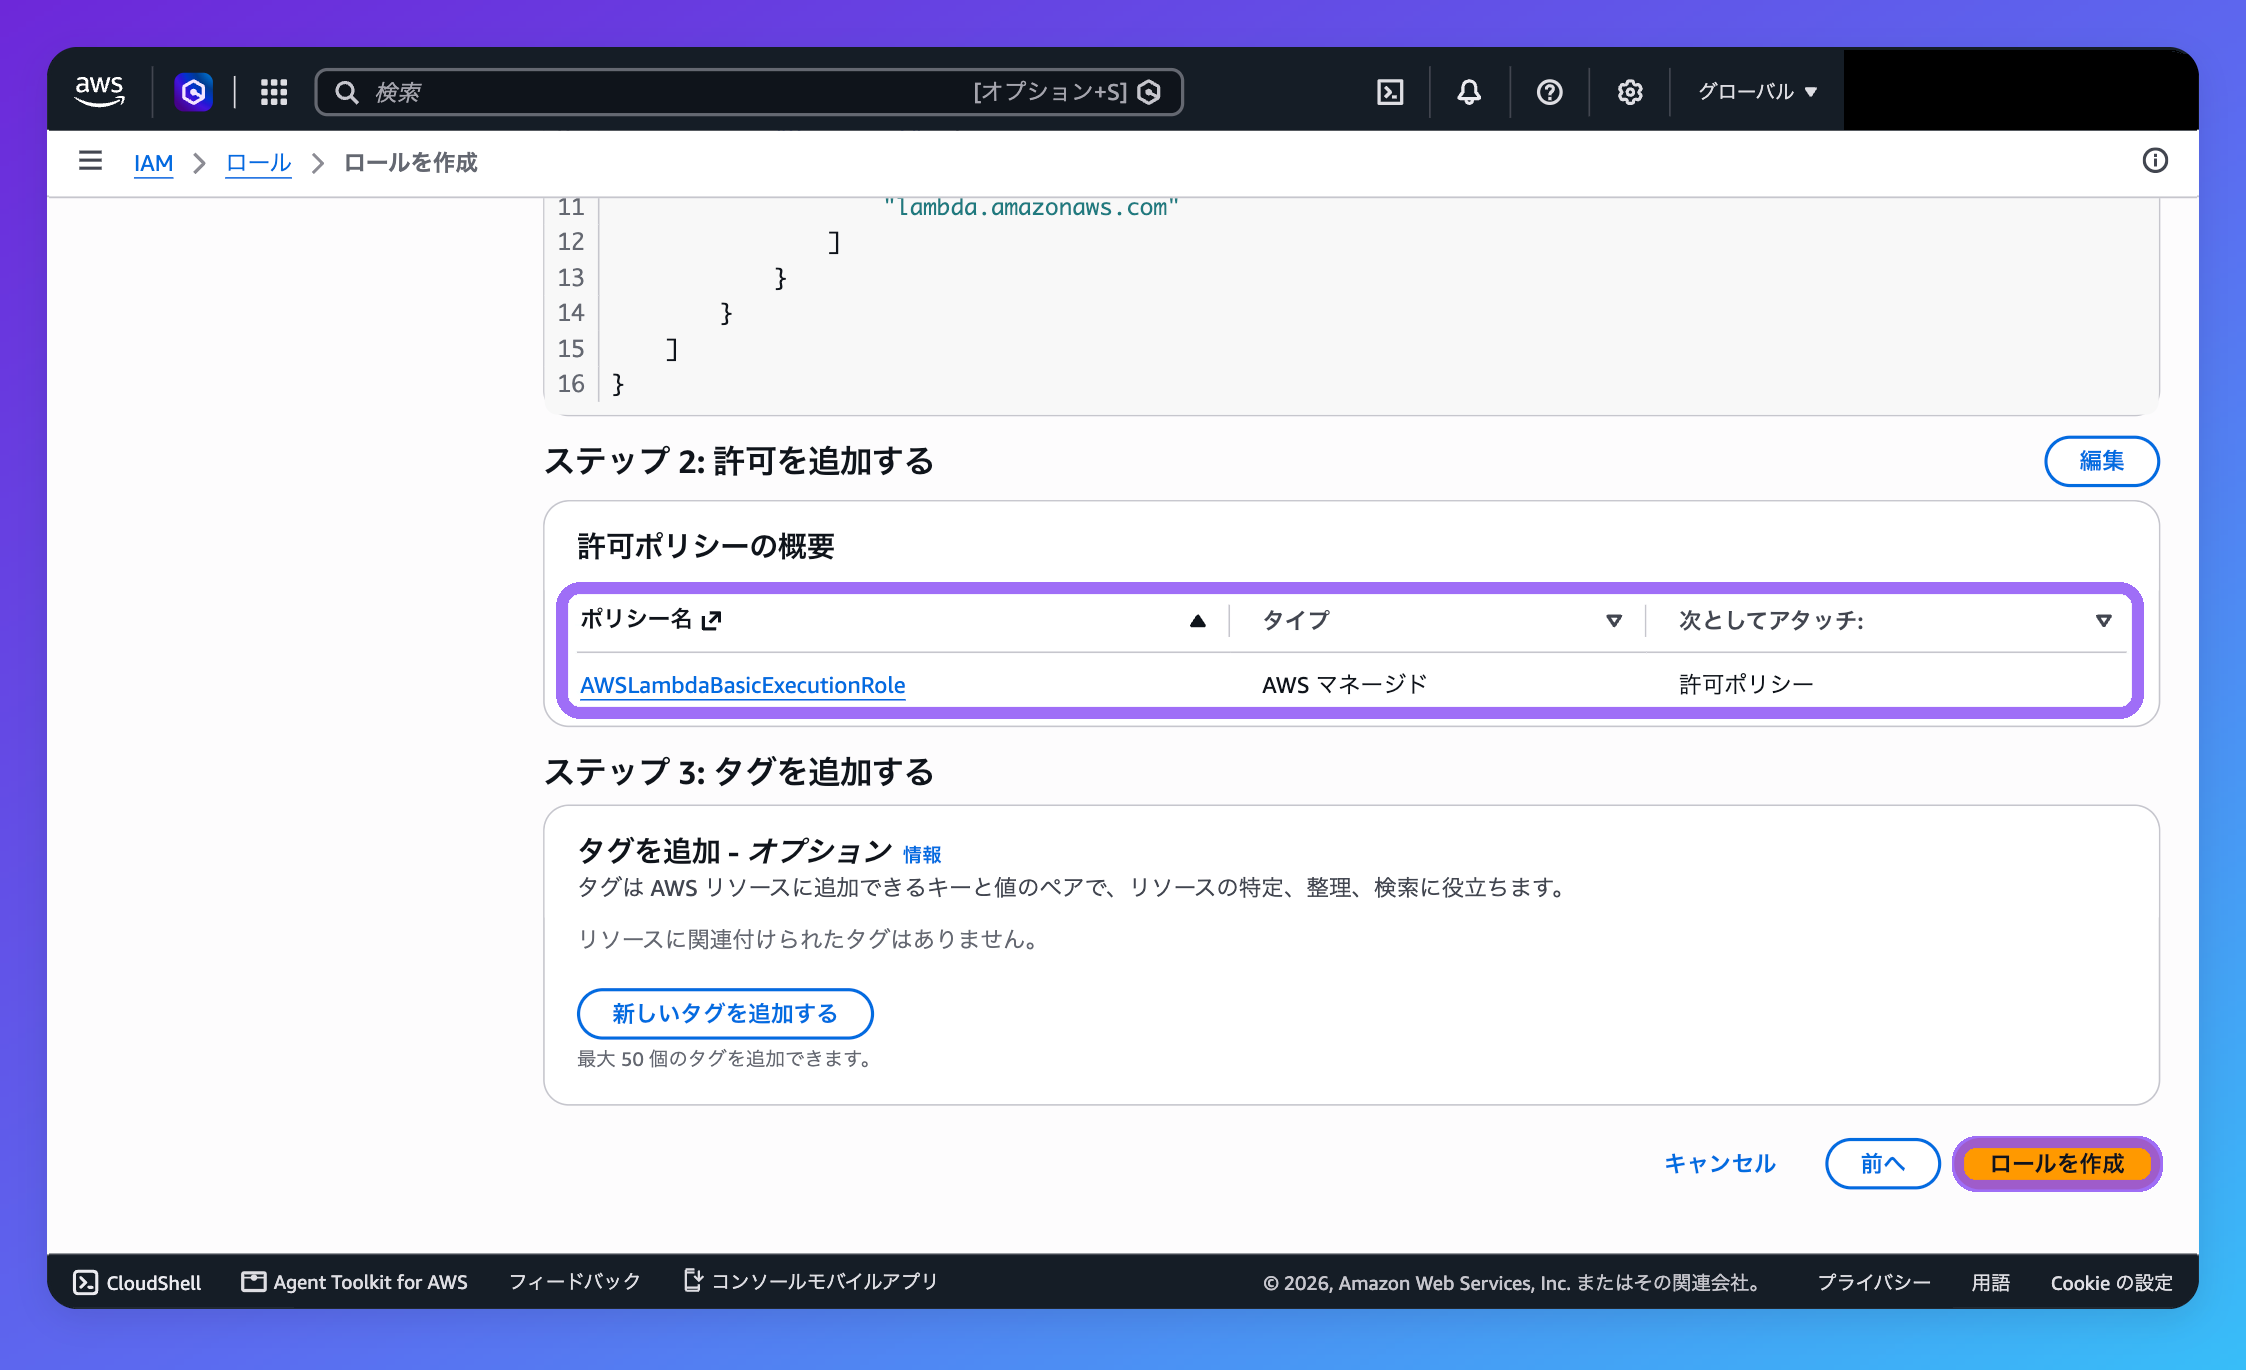 aws
検索 [オプション+S]
グローバル ▼
IAM > ロール > ロールを作成
11 "lambda.amazonaws.com"
12 ]
13 }
14 }
15 ]
16 }
ステップ 2: 許可を追加する
編集
許可ポリシーの概要
ポリシー名 タイプ 次としてアタッチ:
AWSLambdaBasicExecutionRole AWS マネージド 許可ポリシー
ステップ 3: タグを追加する
タグを追加 - オプション 情報
タグは AWS リソースに追加できるキーと値のペアで、リソースの特定、整理、検索に役立ちます。
リソースに関連付けられたタグはありません。
新しいタグを追加する
最大 50 個のタグを追加できます。
キャンセル 前へ ロールを作成
CloudShell Agent Toolkit for AWS フィードバック コンソールモバイルアプリ © 2026, Amazon Web Services, Inc. またはその関連会社。 プライバシー 用語 Cookie の設定